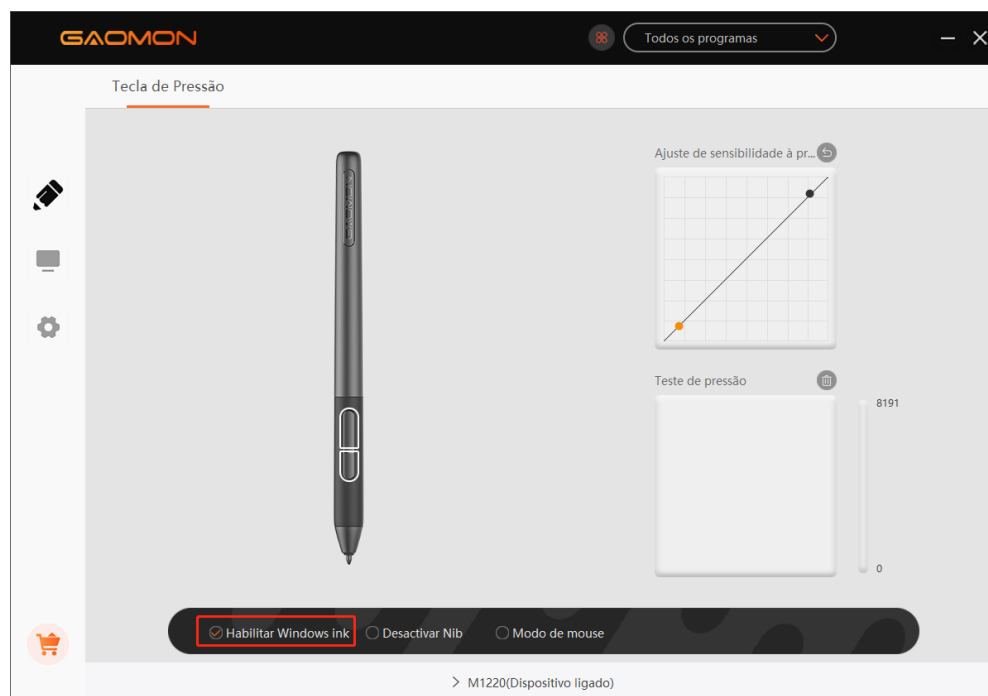 GAOMON
Todos os programas
Tecla de Pressão
Ajuste de sensibilidade à pr...
GAOMON
Teste de pressão
8191
0
Habilitar Windows ink
Desactivar Nib
Modo de mouse
M1220(Dispositivo ligado)